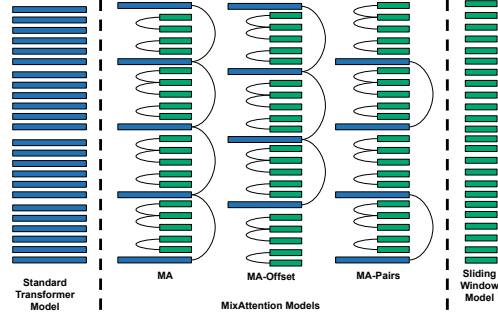 MA
MA-Offset
MA-Pairs
Standard
Transformer
Model
MixAttention Models
Sliding
Window
Model